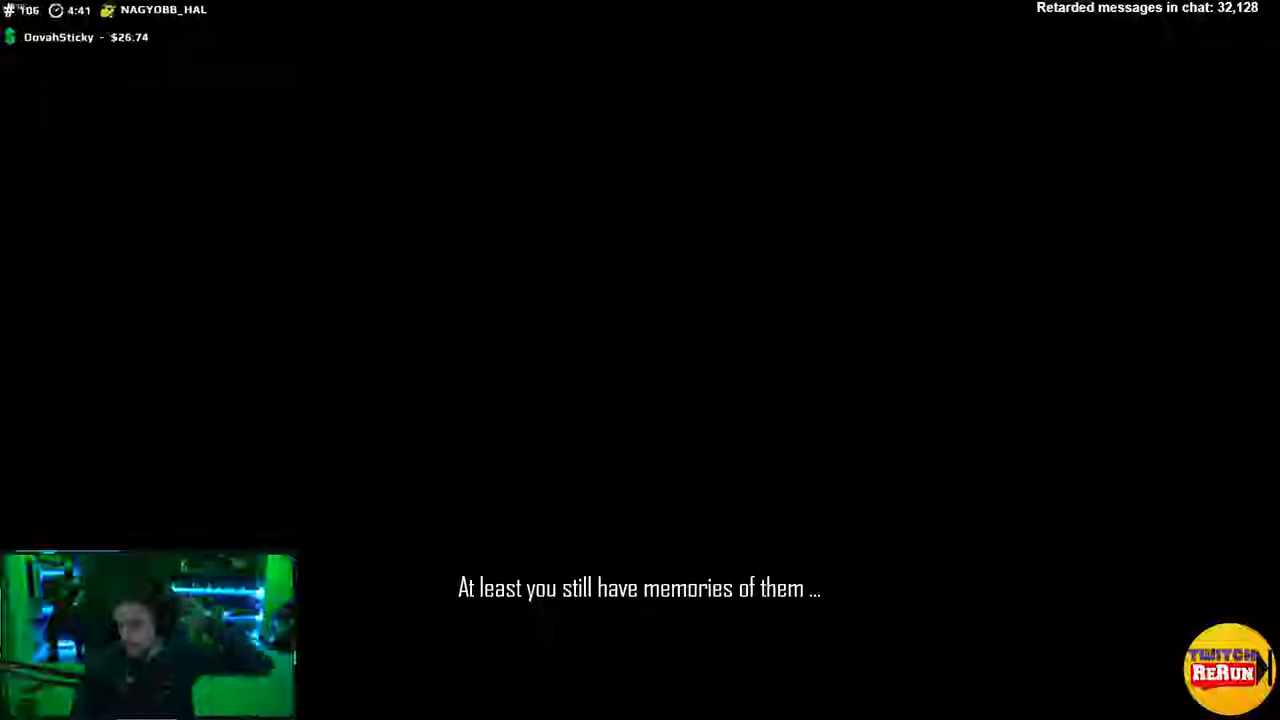 # 106 4:41 NAGYOBB_HAL
DovahSticky - $26.74
Retarded messages in chat: 32,128
At least you still have memories of them ...
TWITCH
RERUN